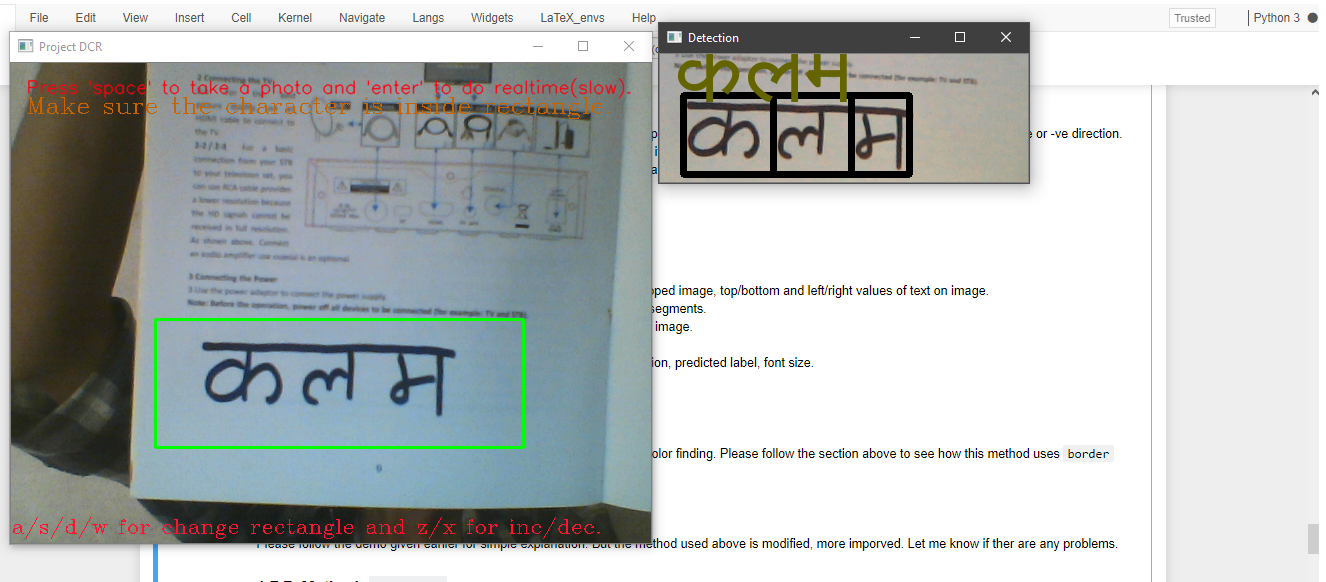 File Edit View Insert Cell Kernel Navigate Langs Widgets LaTeX_envs Help
Trusted
Python 3
Project DCR
Press 'space' to take a photo and 'enter' to do realtime(slow).
Make sure the character is inside rectangle.
the TV.
2-2 / 2-3 For a basic
connection from your STB
to your television set, you
can use RCA cable provides
a lower resolution because
the HD signals cannot be
received in full resolution.
As shown above, Connect
an audio amplifier use coaxial is an optional
3 Connecting the Power
3.Use the power adaptor to connect the power supply.
Note: Before the operation, power off all devices to be connected (for example: TV and STB).
कलम
a/s/d/w for change rectangle and z/x for inc/dec.
Detection
कलम
be connected (for example: TV and STB).
कलम
e or -ve direction.
pped image, top/bottom and left/right values of text on image.
segments.
image.
ion, predicted label, font size.
olor finding. Please follow the section above to see how this method uses border
Please follow the demo given earlier for simple explanation. But the method used above is modified, more imporved. Let me know if ther are any problems.